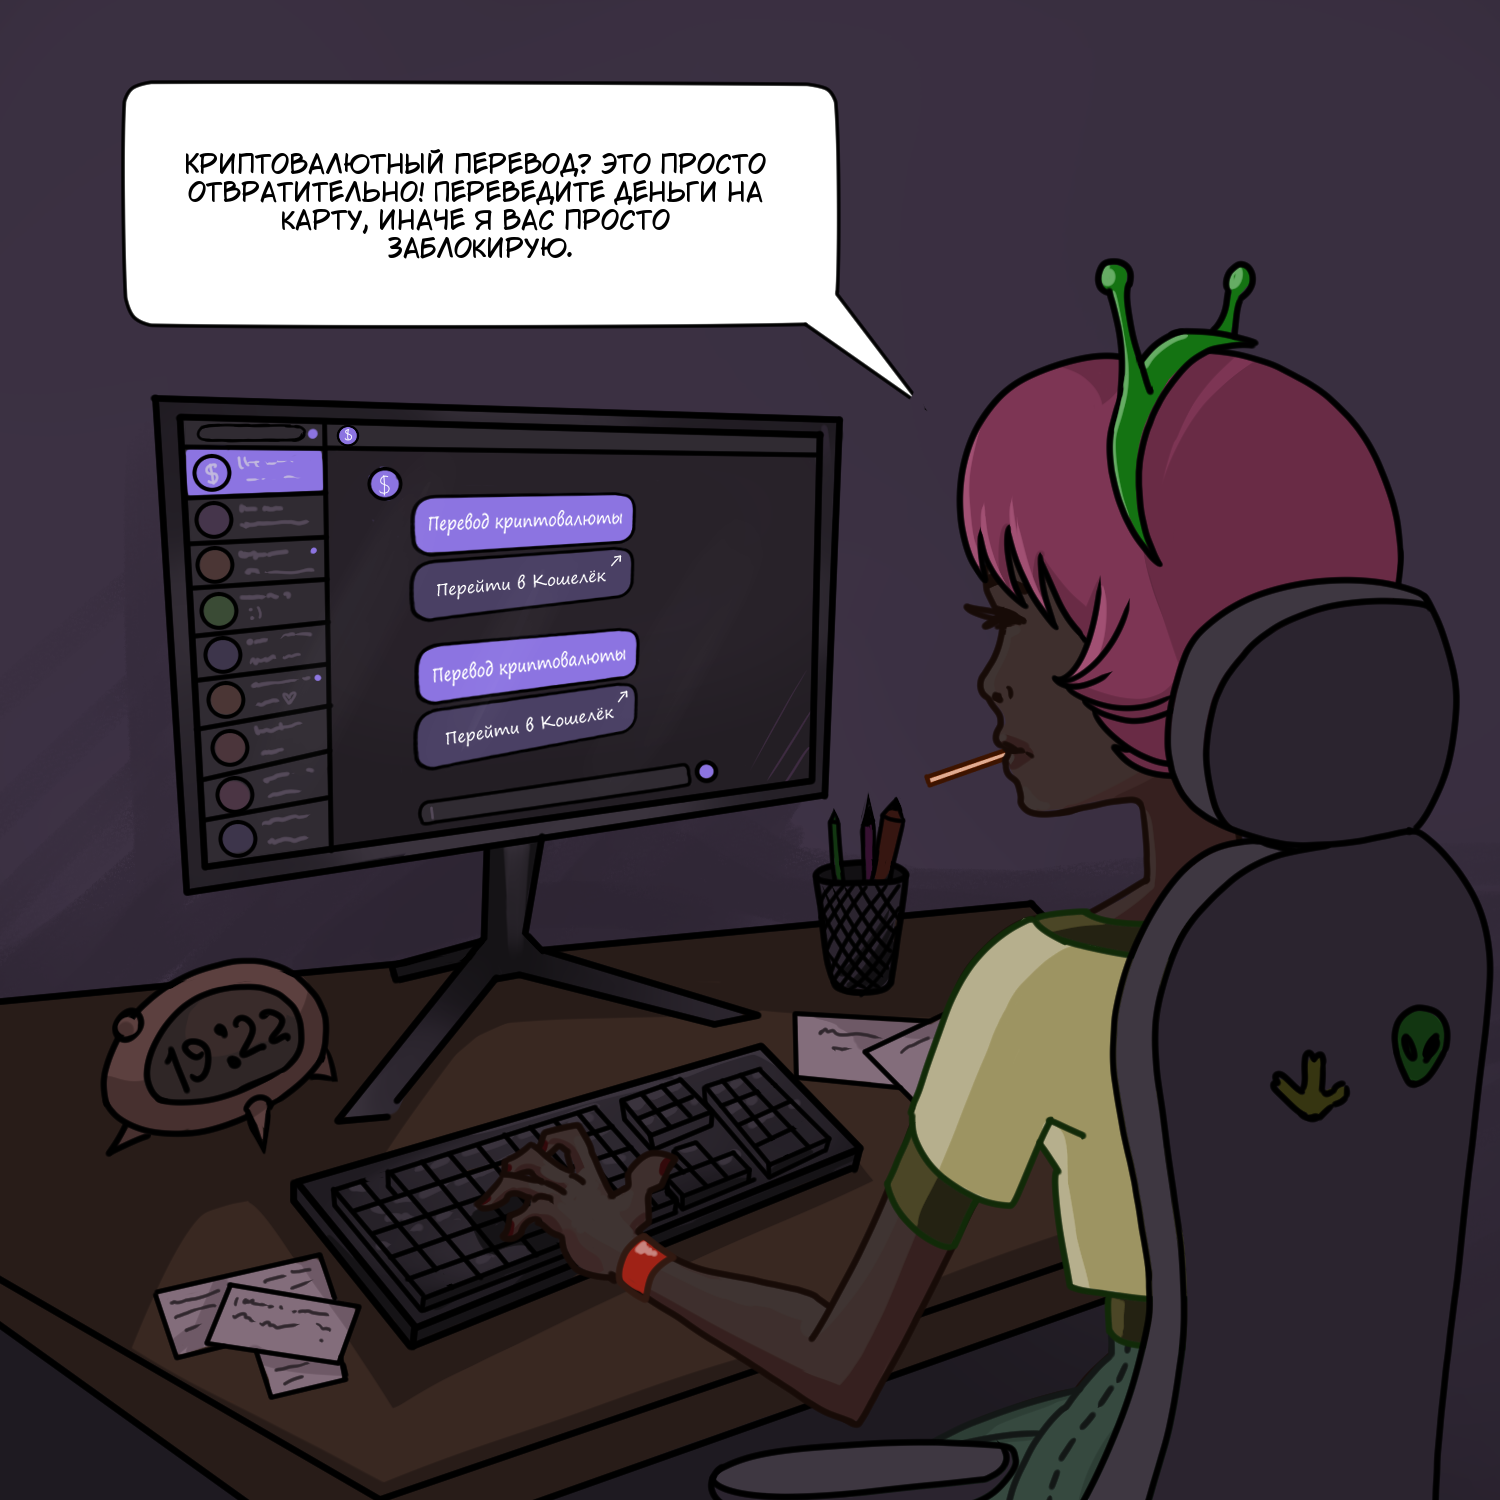 КРИПТОВАЛЮТНЫЙ ПЕРЕВОД? ЭТО ПРОСТО
ОТВРАТИТЕЛЬНО! ПЕРЕВЕДИТЕ ДЕНЬГИ НА
КАРТУ, ИНАЧЕ Я ВАС ПРОСТО
ЗАБЛОКИРУЮ.
$
$
$
Перевод криптовалюты
Перейти в Кошелёк
:)
Перевод криптовалюты
Перейти в Кошелёк
19:22